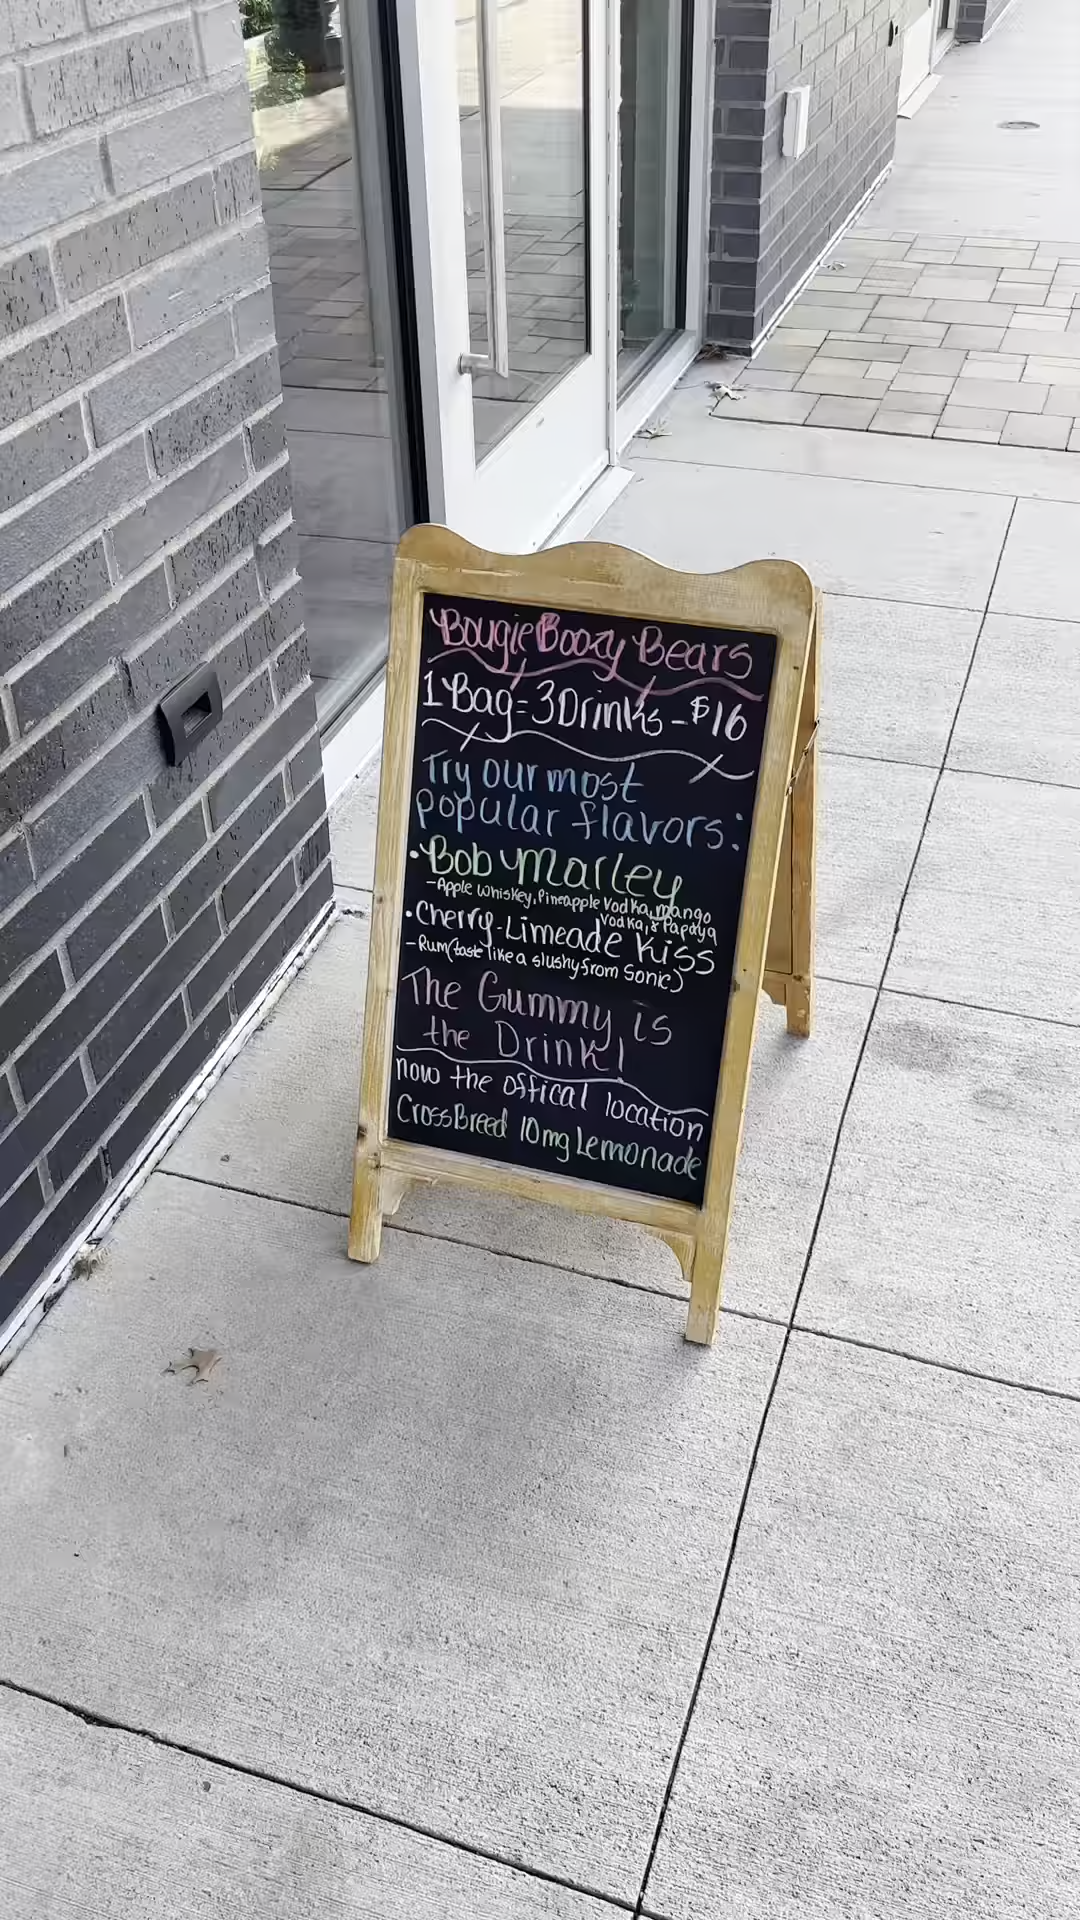 Bougie Boozy Bears
1 Bag = 3 Drinks - $16
Try our most
popular flavors:
• Bob Marley
- Apple Whiskey, Pineapple Vodka, mango
Vodka, & Papaya
• Cherry-Limeade Kiss
- Rum (taste like a slushy from Sonic)
The Gummy is
the Drink!
now the offical location
CrossBreed 10mg Lemonade